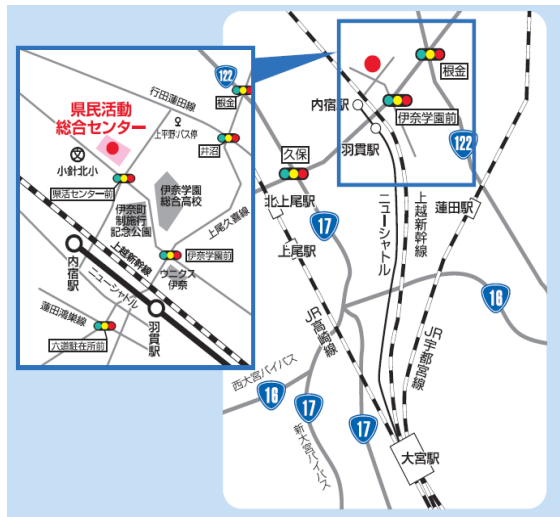 122
根金
行田蓮田線
県民活動
総合センター
上平野バス停
井沼
小針北小
県活センター前
伊奈学園
総合高校
伊奈町
制施行
記念公園
上尾久喜線
伊奈学園前
ウニクス
伊奈
上越新幹線
内宿駅
ニューシャトル
羽貫駅
蓮田鴻巣線
六道駐在所前
根金
内宿駅
伊奈学園前
羽貫駅
122
久保
北上尾駅
17
上尾駅
ニューシャトル
上越新幹線
蓮田駅
16
JR高崎線
JR宇都宮線
西大宮バイパス
16
17
17
新大宮バイパス
大宮駅